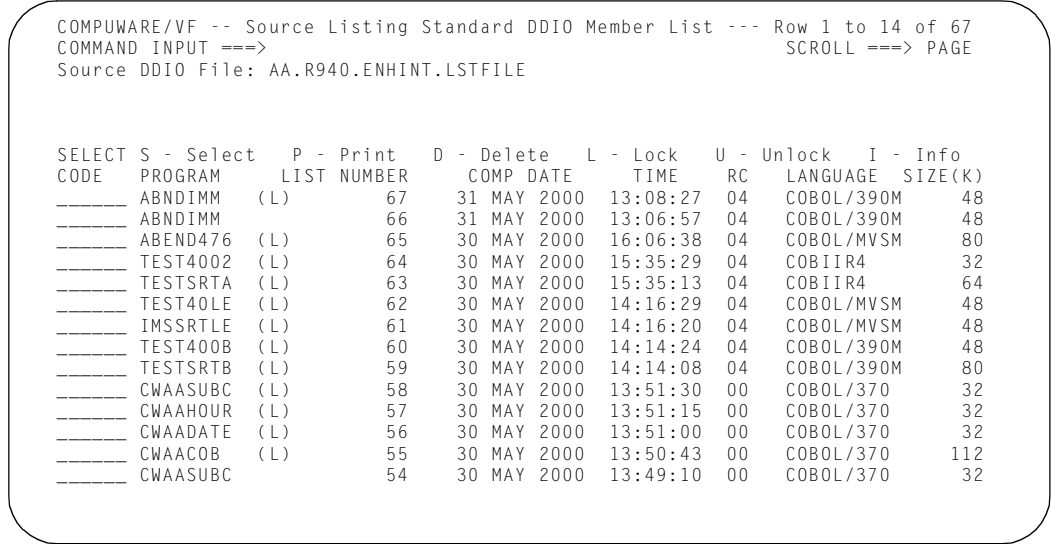 COMPUWARE/VF -- Source Listing Standard DDIO Member List --- Row 1 to 14 of 67
COMMAND INPUT ===>                                          SCROLL ===> PAGE
Source DDIO File: AA.R940.ENHINT.LSTFILE
SELECT S - Select   P - Print   D - Delete   L - Lock   U - Unlock   I - Info
CODE   PROGRAM     LIST NUMBER     COMP DATE      TIME    RC   LANGUAGE  SIZE(K)
______ ABNDIMM   (L)        67    31 MAY 2000  13:08:27  04   COBOL/390M    48
______ ABNDIMM              66    31 MAY 2000  13:06:57  04   COBOL/390M    48
______ ABEND476  (L)        65    30 MAY 2000  16:06:38  04   COBOL/MVSM    80
______ TEST4002  (L)        64    30 MAY 2000  15:35:29  04   COBIIR4       32
______ TESTSRTA  (L)        63    30 MAY 2000  15:35:13  04   COBIIR4       64
______ TEST40LE  (L)        62    30 MAY 2000  14:16:29  04   COBOL/MVSM    48
______ IMSSRTLE  (L)        61    30 MAY 2000  14:16:20  04   COBOL/MVSM    48
______ TEST400B  (L)        60    30 MAY 2000  14:14:24  04   COBOL/390M    48
______ TESTSRTB  (L)        59    30 MAY 2000  14:14:08  04   COBOL/390M    80
______ CWAASUBC  (L)        58    30 MAY 2000  13:51:30  00   COBOL/370     32
______ CWAAHOUR  (L)        57    30 MAY 2000  13:51:15  00   COBOL/370     32
______ CWAADATE  (L)        56    30 MAY 2000  13:51:00  00   COBOL/370     32
______ CWAACOB   (L)        55    30 MAY 2000  13:50:43  00   COBOL/370    112
______ CWAASUBC             54    30 MAY 2000  13:49:10  00   COBOL/370     32